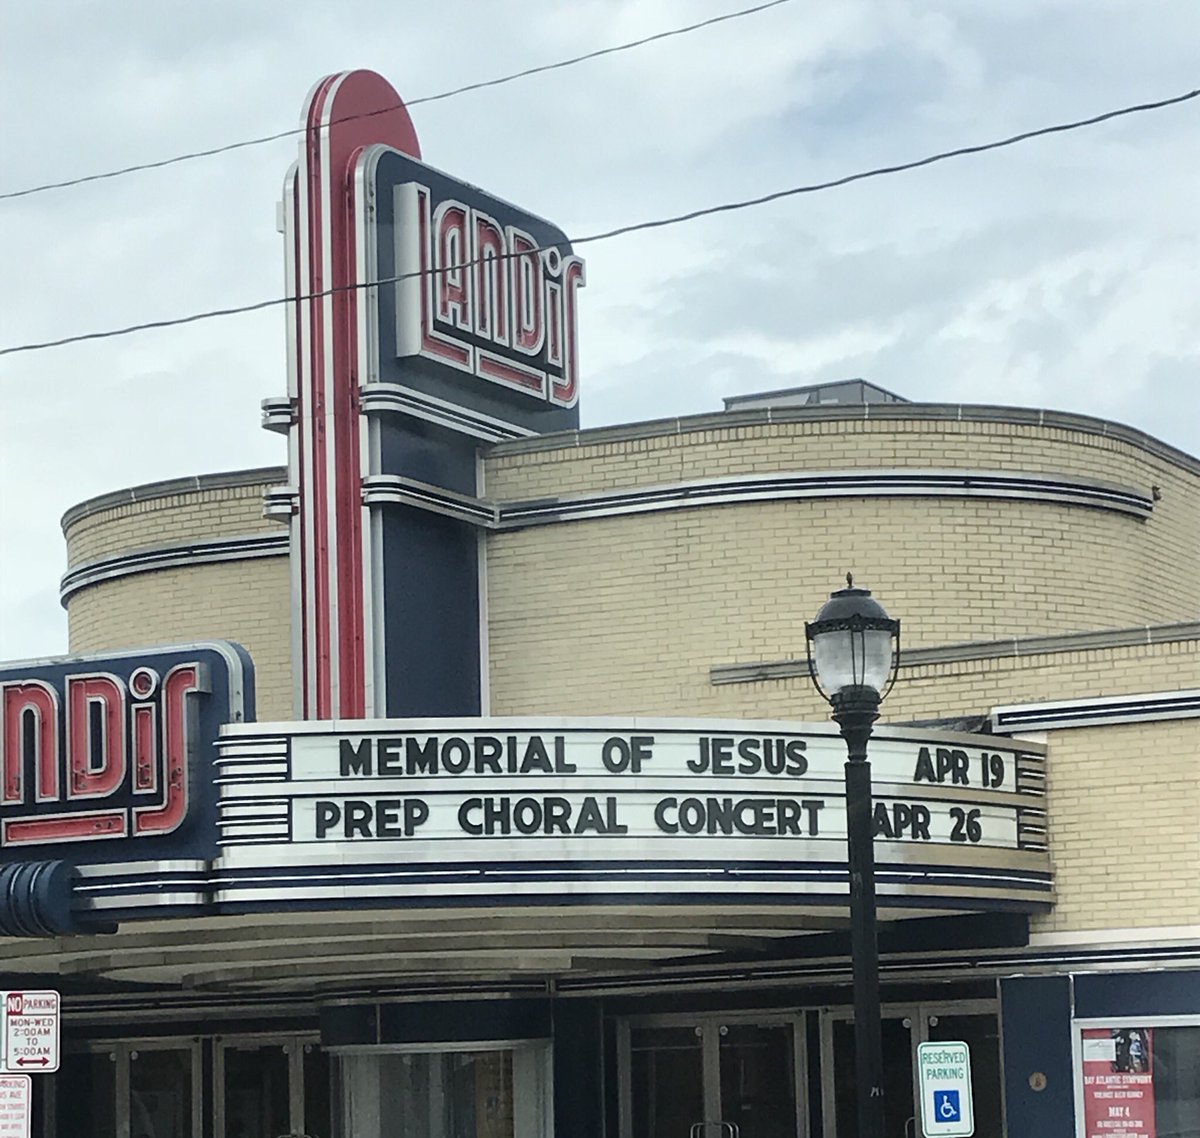 LANDIS
NDIS
MEMORIAL OF JESUS APR 19
PREP CHORAL CONCERT APR 26
NO PARKING
MON-WED
2:00AM
TO
5:00AM
RESERVED
PARKING
BAY ATLANTIC SYMPHONY
MAY 4